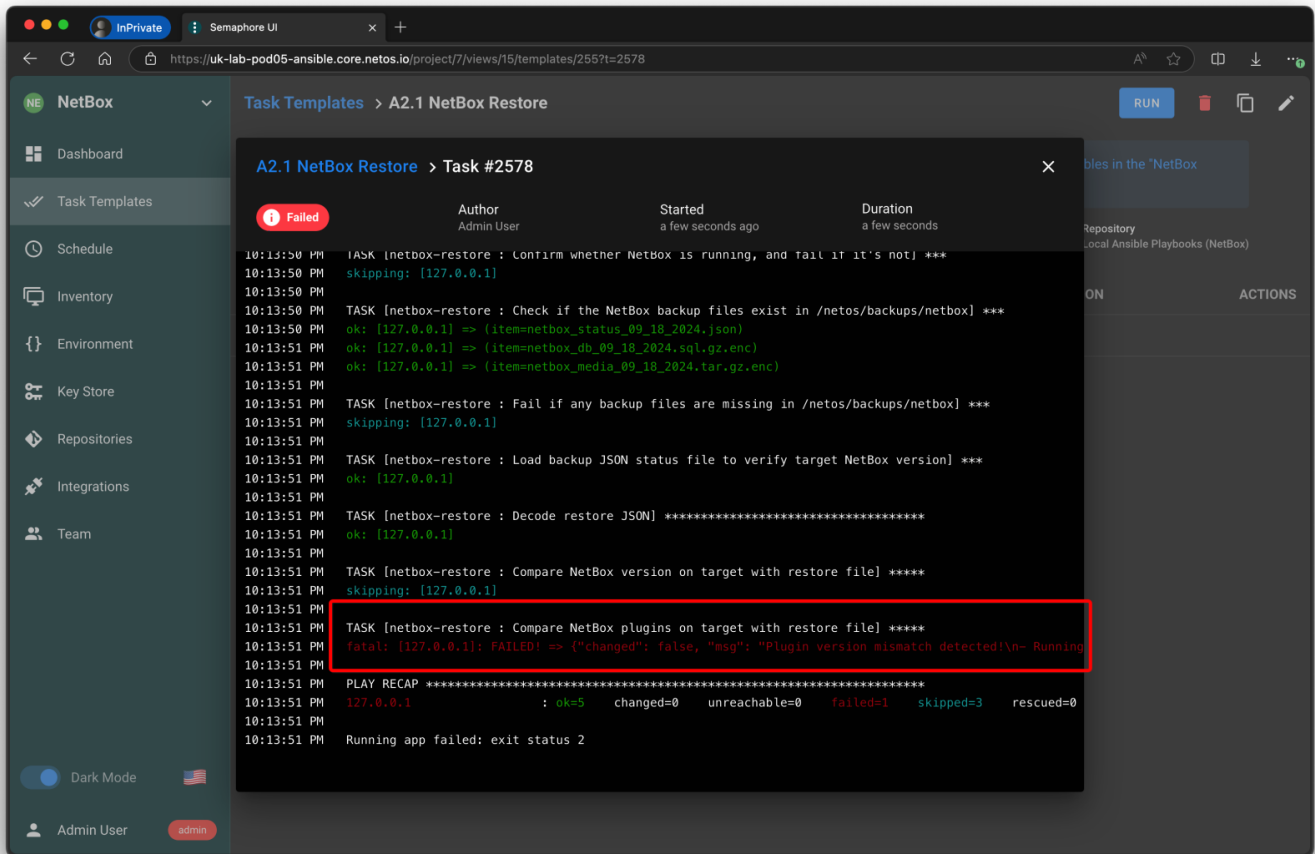 InPrivate
Semaphore UI
https://uk-lab-pod05-ansible.core.netos.io/project/7/views/15/templates/255?t=2578
NE NetBox
Task Templates > A2.1 NetBox Restore
RUN
Dashboard
Task Templates
Schedule
Inventory
Environment
Key Store
Repositories
Integrations
Team
Dark Mode
Admin User admin
bles in the "NetBox
Repository
Local Ansible Playbooks (NetBox)
ON ACTIONS
A2.1 NetBox Restore > Task #2578
Failed
Author
Admin User
Started
a few seconds ago
Duration
a few seconds
10:13:50 PM TASK [netbox-restore : Confirm whether NetBox is running, and fail if it's not] ***
10:13:50 PM skipping: [127.0.0.1]
10:13:50 PM
10:13:50 PM TASK [netbox-restore : Check if the NetBox backup files exist in /netos/backups/netbox] ***
10:13:50 PM ok: [127.0.0.1] => (item=netbox_status_09_18_2024.json)
10:13:51 PM ok: [127.0.0.1] => (item=netbox_db_09_18_2024.sql.gz.enc)
10:13:51 PM ok: [127.0.0.1] => (item=netbox_media_09_18_2024.tar.gz.enc)
10:13:51 PM
10:13:51 PM TASK [netbox-restore : Fail if any backup files are missing in /netos/backups/netbox] ***
10:13:51 PM skipping: [127.0.0.1]
10:13:51 PM
10:13:51 PM TASK [netbox-restore : Load backup JSON status file to verify target NetBox version] ***
10:13:51 PM ok: [127.0.0.1]
10:13:51 PM
10:13:51 PM TASK [netbox-restore : Decode restore JSON] ************************************
10:13:51 PM ok: [127.0.0.1]
10:13:51 PM
10:13:51 PM TASK [netbox-restore : Compare NetBox version on target with restore file] *****
10:13:51 PM skipping: [127.0.0.1]
10:13:51 PM
10:13:51 PM TASK [netbox-restore : Compare NetBox plugins on target with restore file] *****
10:13:51 PM fatal: [127.0.0.1]: FAILED! => {"changed": false, "msg": "Plugin version mismatch detected!\n- Running
10:13:51 PM
10:13:51 PM PLAY RECAP *********************************************************************
10:13:51 PM 127.0.0.1 : ok=5 changed=0 unreachable=0 failed=1 skipped=3 rescued=0
10:13:51 PM
10:13:51 PM Running app failed: exit status 2